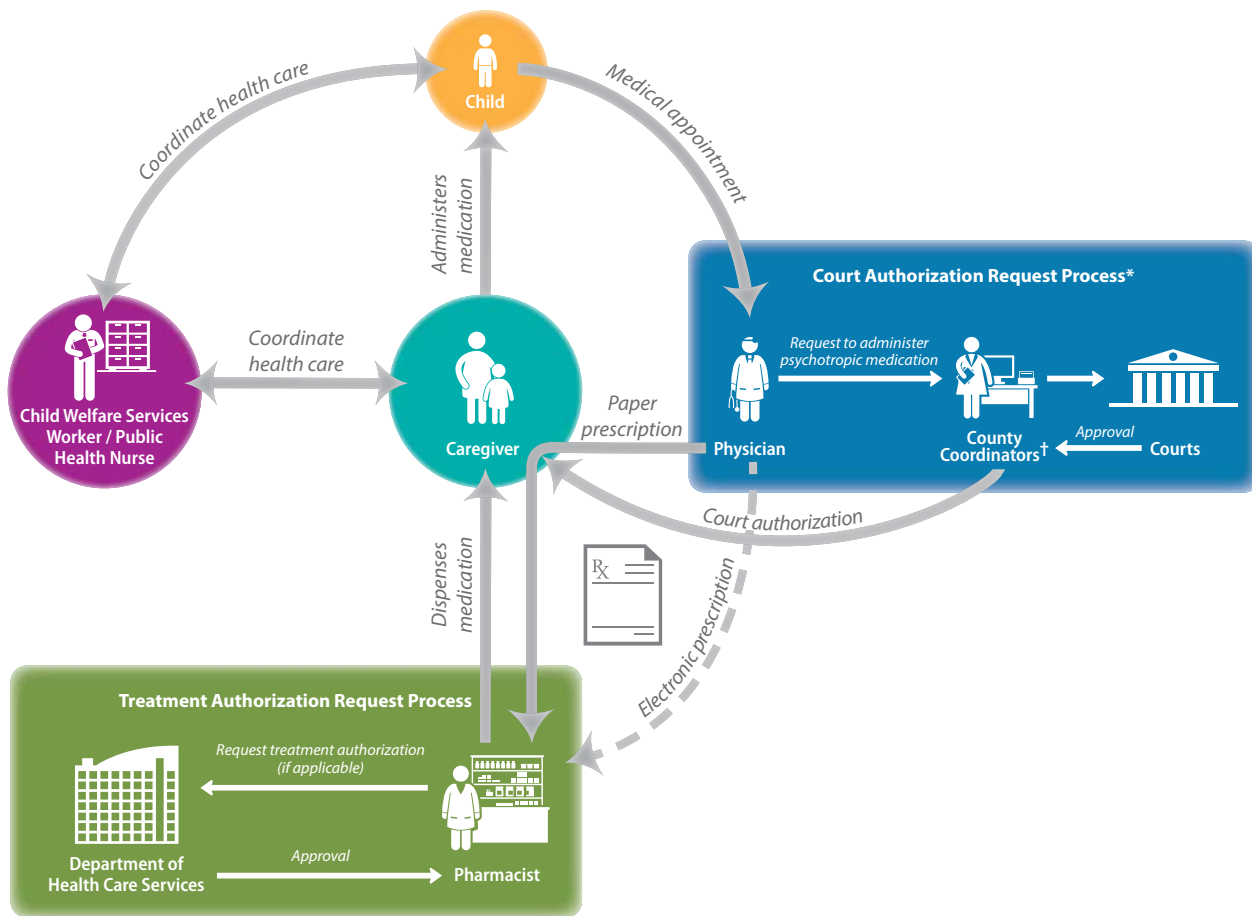 Child
Coordinate health care
Medical appointment
Administers
medication
Court Authorization Request Process*
Coordinate
health care
Request to administer
psychotropic medication
Child Welfare Services
Worker / Public
Health Nurse
Caregiver
Paper
prescription
Physician
County
Coordinators†
Approval
Courts
Court authorization
Dispenses
medication
Rx
Electronic prescription
Treatment Authorization Request Process
Request treatment authorization
(if applicable)
Department of
Health Care Services
Approval
Pharmacist